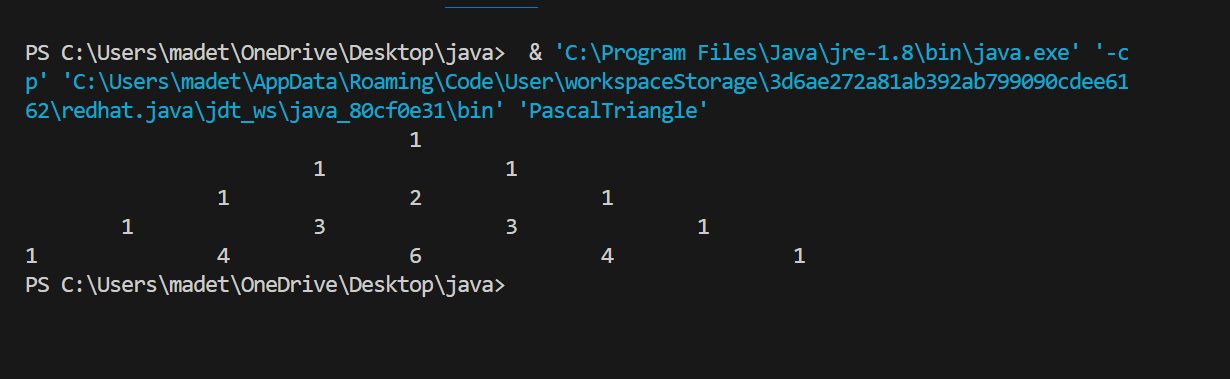 PS C:\Users\madet\OneDrive\Desktop\java>  & 'C:\Program Files\Java\jre-1.8\bin\java.exe' '-c
p' 'C:\Users\madet\AppData\Roaming\Code\User\workspaceStorage\3d6ae272a81ab392ab799090cdee61
62\redhat.java\jdt_ws\java_80cf0e31\bin' 'PascalTriangle'
                                1
                        1               1
                1               2               1
        1               3               3               1
1               4               6               4               1
PS C:\Users\madet\OneDrive\Desktop\java>